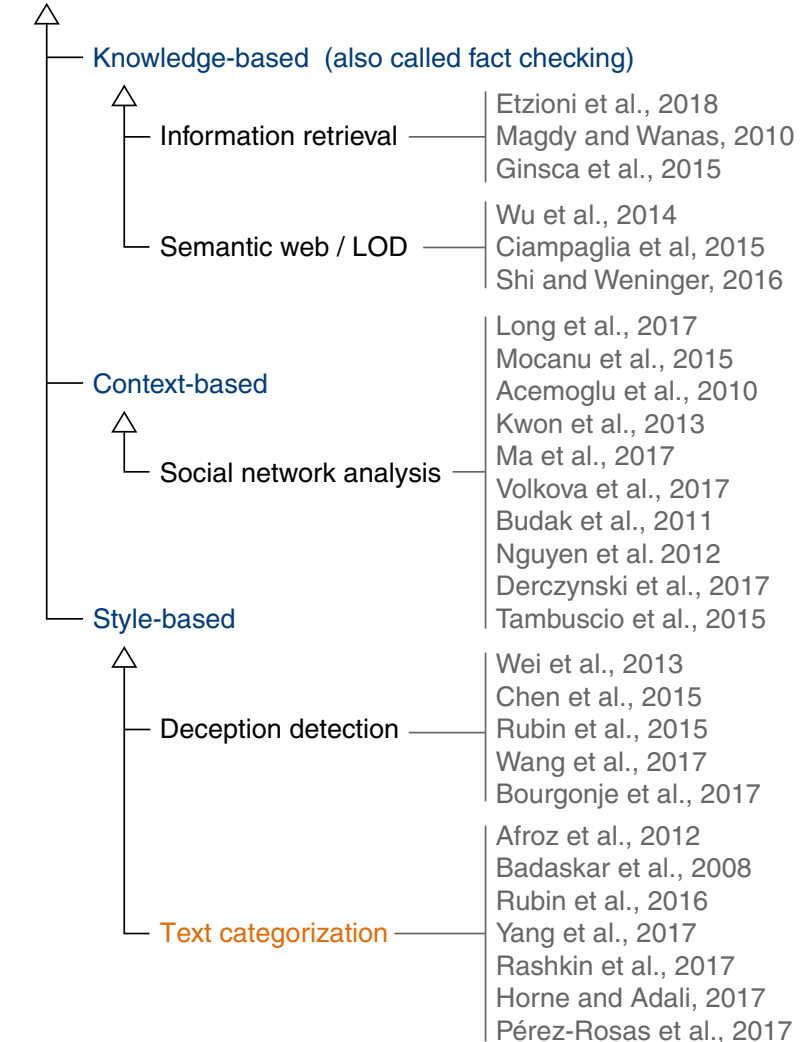 Knowledge-based (also called fact checking)
Information retrieval
Etzioni et al., 2018
Magdy and Wanas, 2010
Ginsca et al., 2015
Semantic web / LOD
Wu et al., 2014
Ciampaglia et al, 2015
Shi and Weninger, 2016
Context-based
Social network analysis
Long et al., 2017
Mocanu et al., 2015
Acemoglu et al., 2010
Kwon et al., 2013
Ma et al., 2017
Volkova et al., 2017
Budak et al., 2011
Nguyen et al. 2012
Derczynski et al., 2017
Tambuscio et al., 2015
Style-based
Deception detection
Wei et al., 2013
Chen et al., 2015
Rubin et al., 2015
Wang et al., 2017
Bourgonje et al., 2017
Text categorization
Afroz et al., 2012
Badaskar et al., 2008
Rubin et al., 2016
Yang et al., 2017
Rashkin et al., 2017
Horne and Adali, 2017
Pérez-Rosas et al., 2017